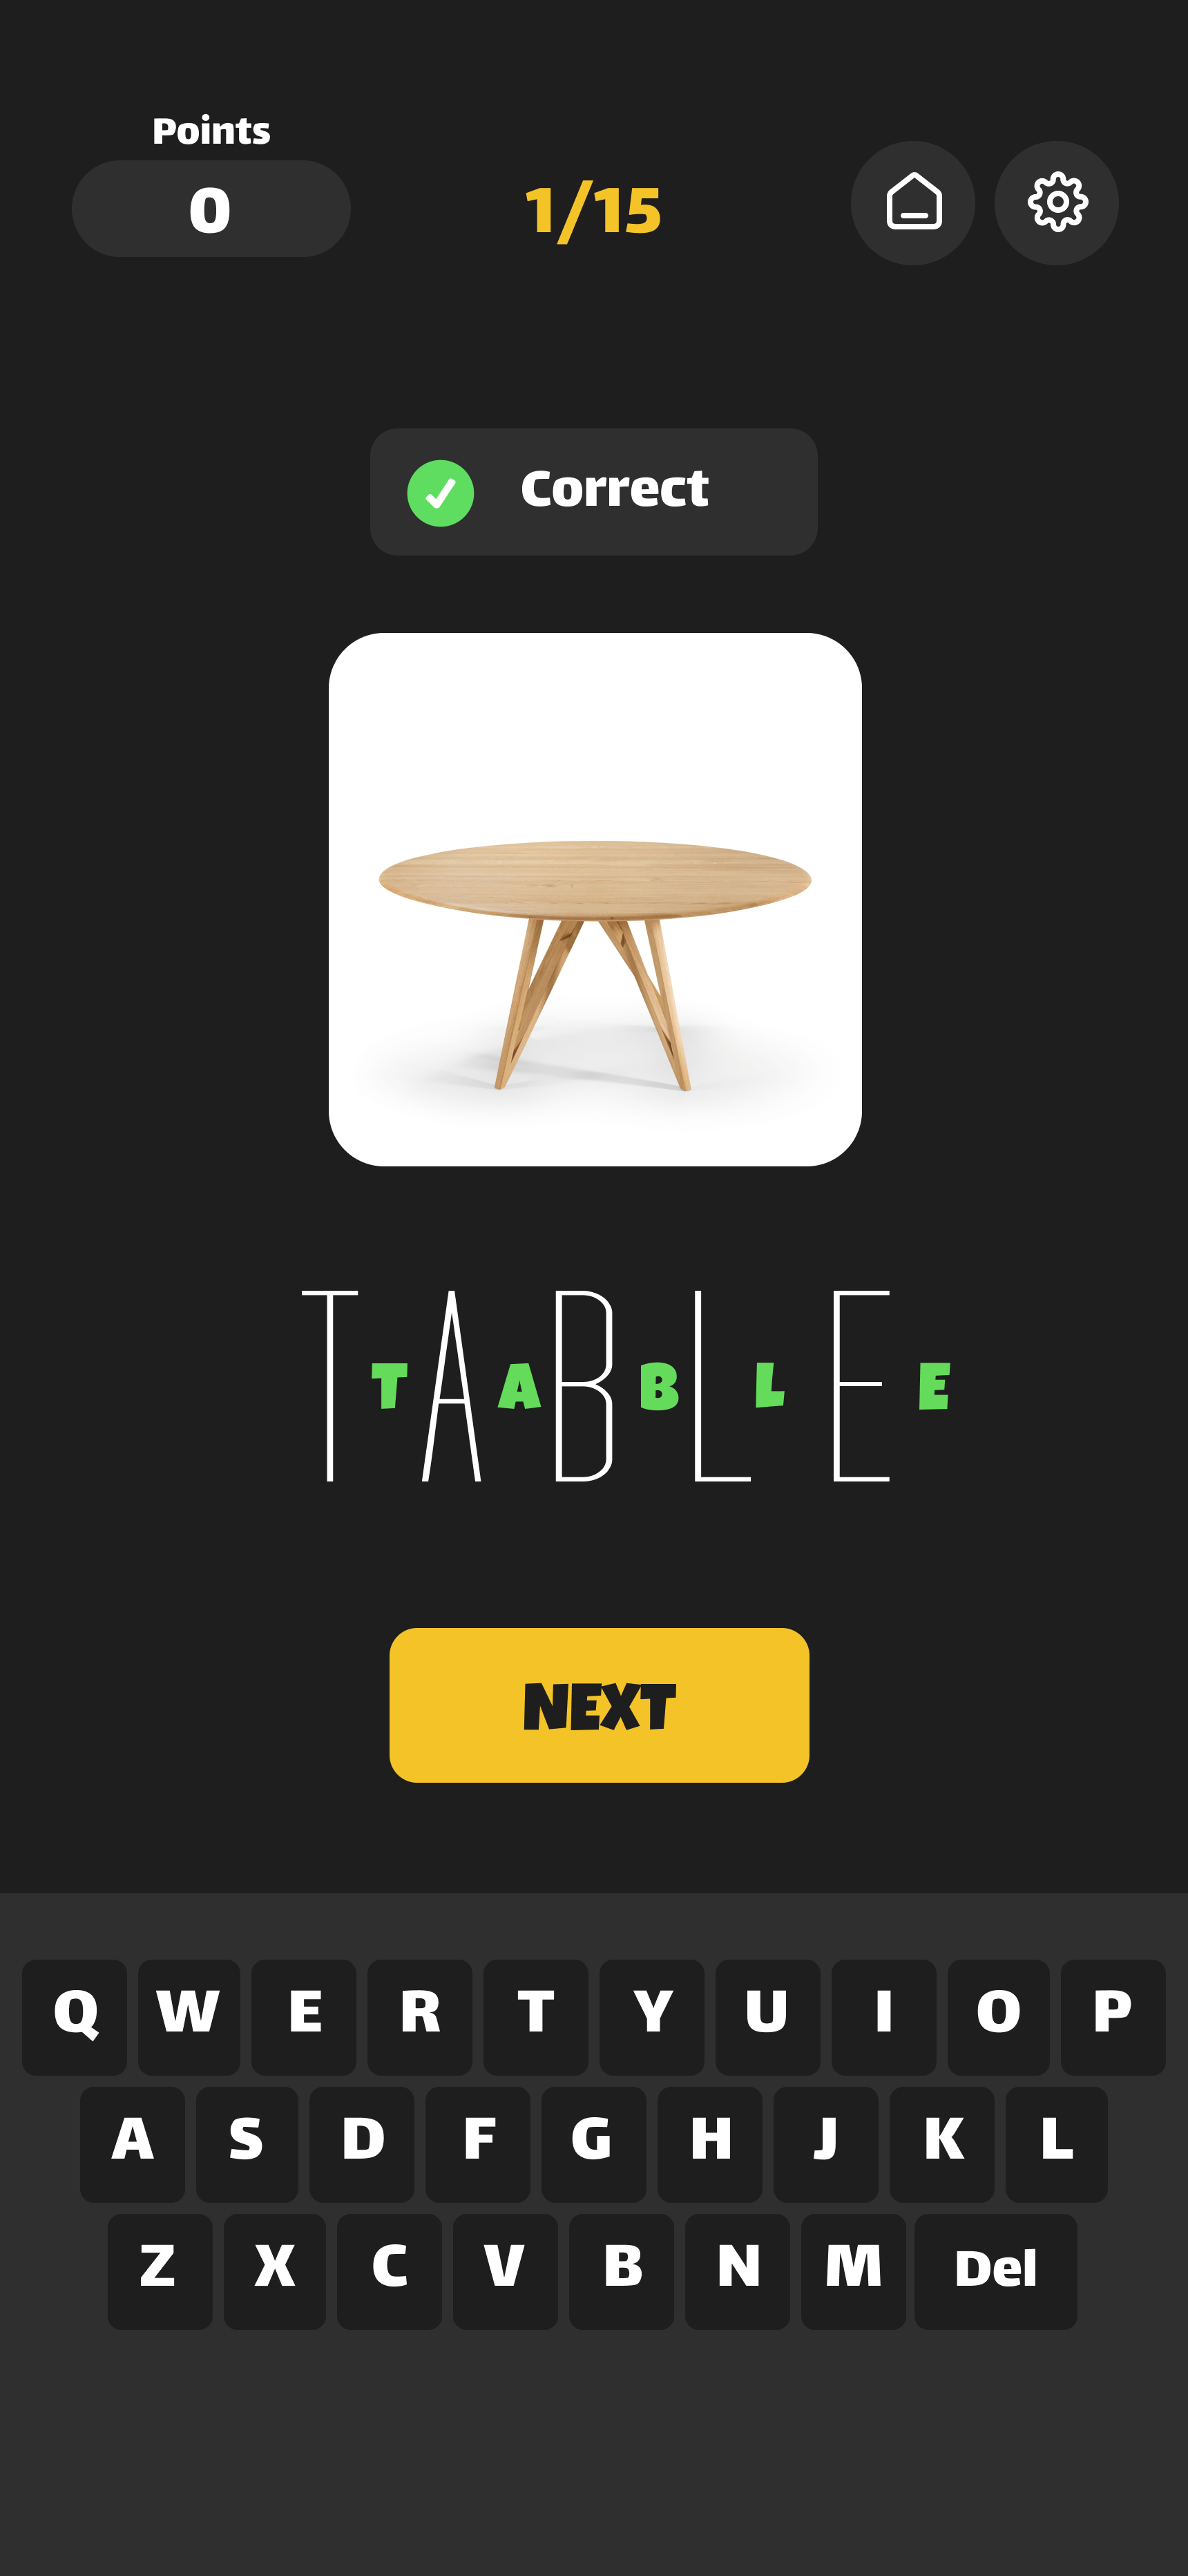 Points
0
1/15
Correct
T T A A B B L L E E
NEXT
Q W E R T Y U I O P
A S D F G H J K L
Z X C V B N M Del